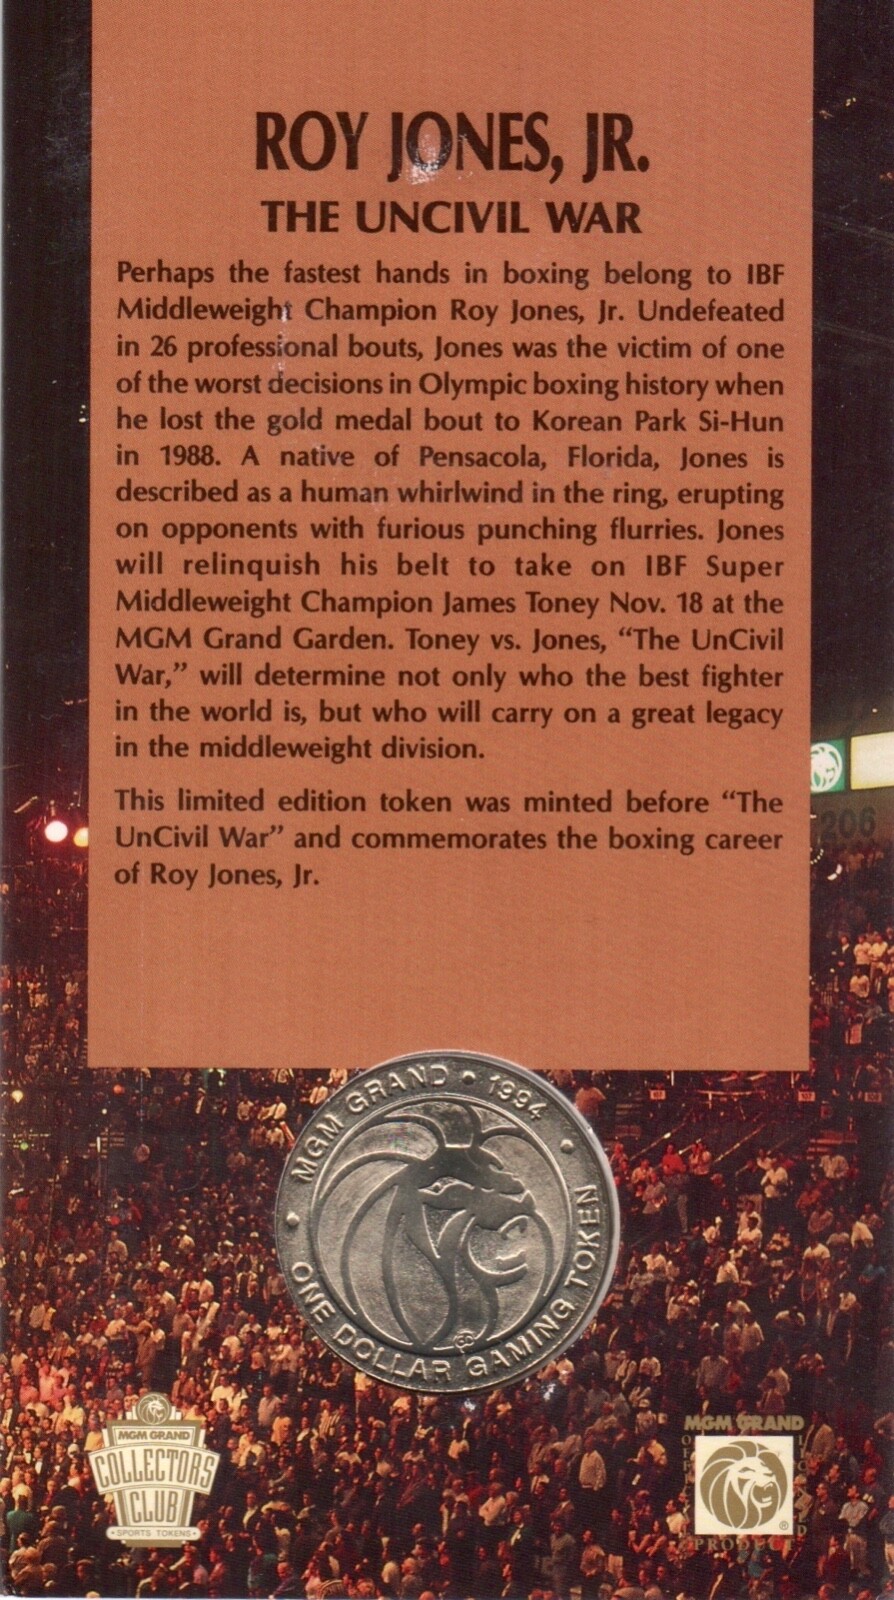 ROY JONES, JR.
THE UNCIVIL WAR
Perhaps the fastest hands in boxing belong to IBF
Middleweight Champion Roy Jones, Jr. Undefeated
in 26 professional bouts, Jones was the victim of one
of the worst decisions in Olympic boxing history when
he lost the gold medal bout to Korean Park Si-Hun
in 1988. A native of Pensacola, Florida, Jones is
described as a human whirlwind in the ring, erupting
on opponents with furious punching flurries. Jones
will relinquish his belt to take on IBF Super
Middleweight Champion James Toney Nov. 18 at the
MGM Grand Garden. Toney vs. Jones, “The UnCivil
War,” will determine not only who the best fighter
in the world is, but who will carry on a great legacy
in the middleweight division.
This limited edition token was minted before “The
UnCivil War” and commemorates the boxing career
of Roy Jones, Jr.
206
MGM GRAND • 1994
• ONE DOLLAR GAMING TOKEN •
MGM GRAND
COLLECTORS
CLUB
• SPORTS TOKENS •
MGM GRAND
OFFICIAL
LICENSED
PRODUCT
®